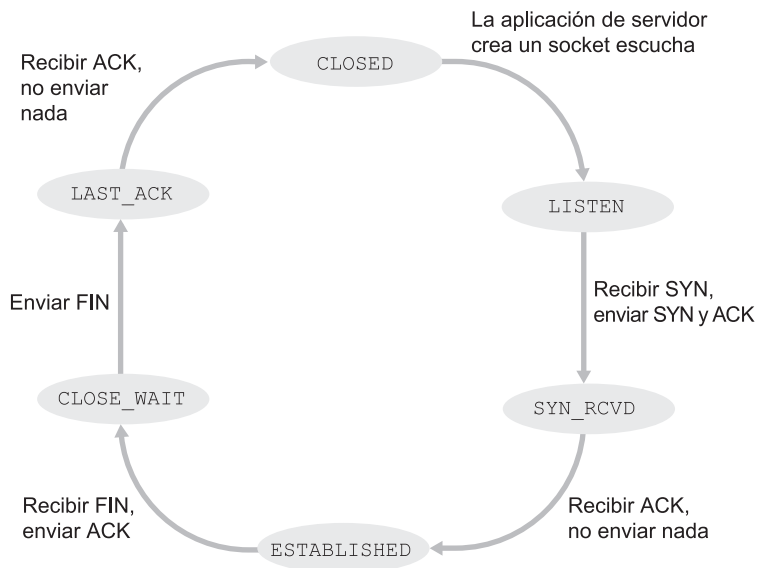 La aplicación de servidor
crea un socket escucha
Recibir ACK,
no enviar
nada
CLOSED
LAST_ACK
LISTEN
Enviar FIN
Recibir SYN,
enviar SYN y ACK
CLOSE_WAIT
SYN_RCVD
Recibir FIN,
enviar ACK
Recibir ACK,
no enviar nada
ESTABLISHED